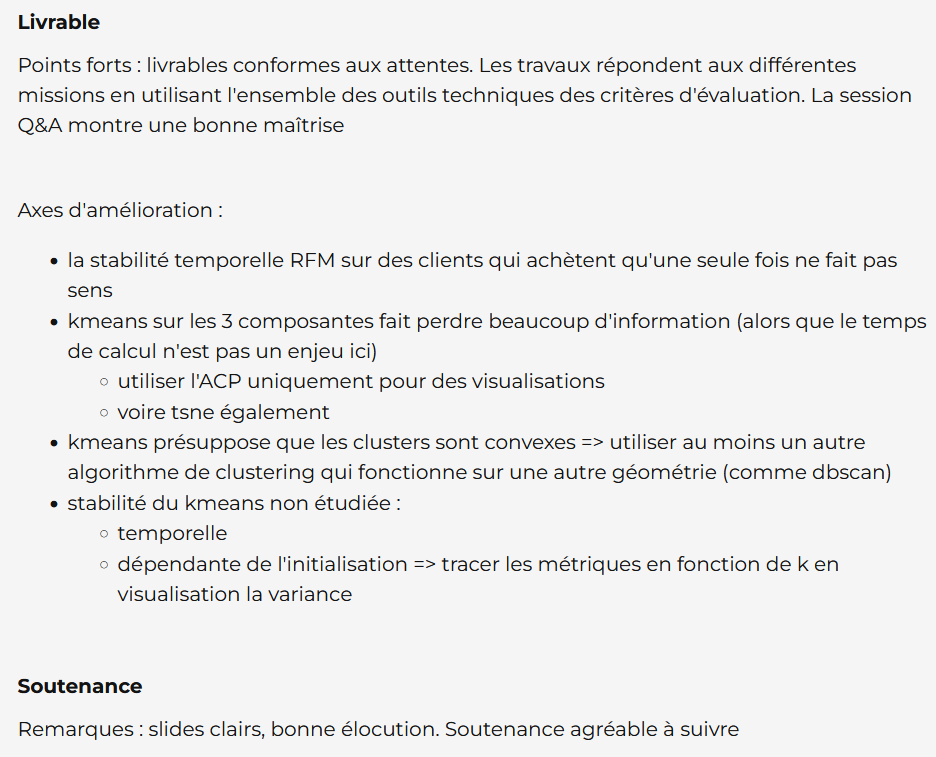 Livrable
Points forts : livrables conformes aux attentes. Les travaux répondent aux différentes
missions en utilisant l'ensemble des outils techniques des critères d'évaluation. La session
Q&A montre une bonne maîtrise
Axes d'amélioration :
• la stabilité temporelle RFM sur des clients qui achètent qu'une seule fois ne fait pas
sens
• kmeans sur les 3 composantes fait perdre beaucoup d'information (alors que le temps
de calcul n'est pas un enjeu ici)
◦ utiliser l'ACP uniquement pour des visualisations
◦ voire tsne également
• kmeans présuppose que les clusters sont convexes => utiliser au moins un autre
algorithme de clustering qui fonctionne sur une autre géométrie (comme dbscan)
• stabilité du kmeans non étudiée :
◦ temporelle
◦ dépendante de l'initialisation => tracer les métriques en fonction de k en
visualisation la variance
Soutenance
Remarques : slides clairs, bonne élocution. Soutenance agréable à suivre